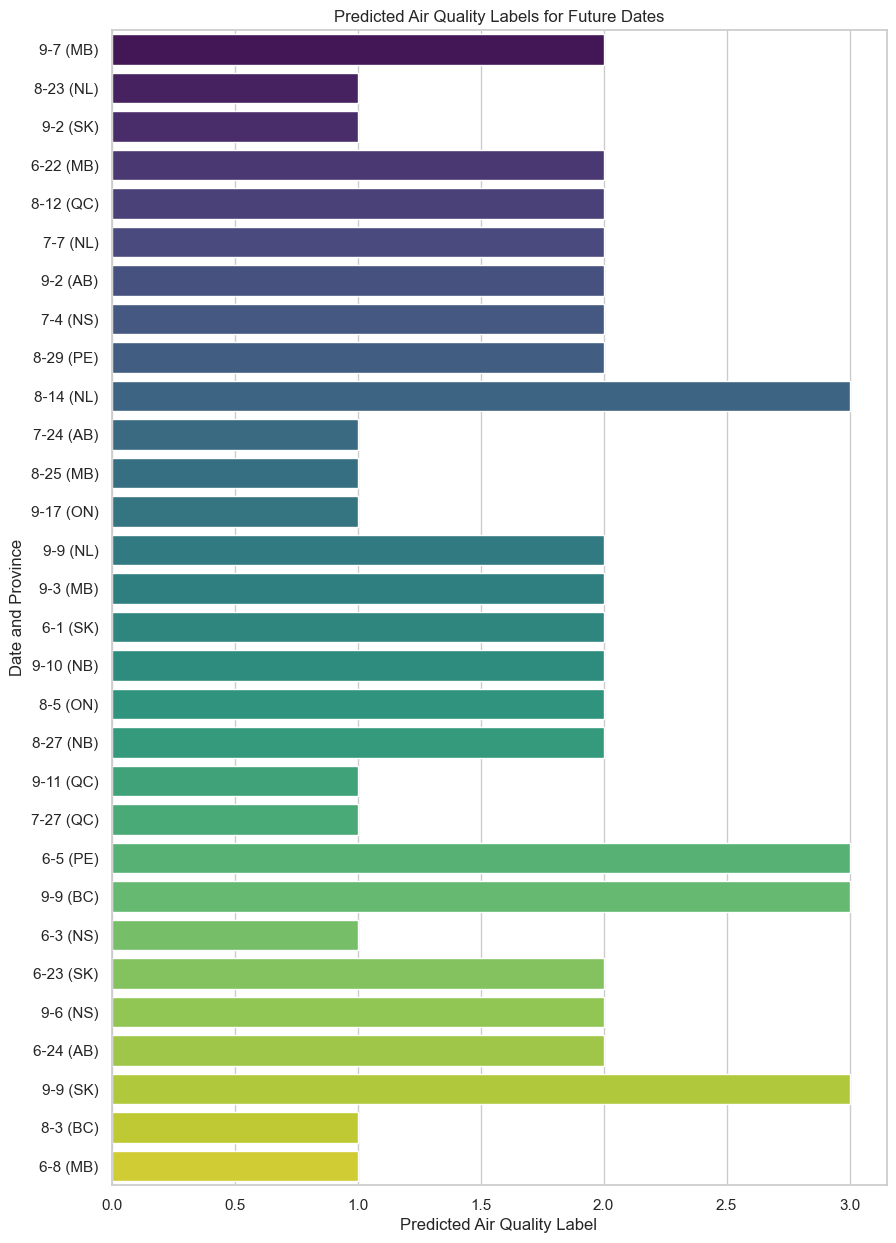 Predicted Air Quality Labels for Future Dates
Date and Province
9-7 (MB)
8-23 (NL)
9-2 (SK)
6-22 (MB)
8-12 (QC)
7-7 (NL)
9-2 (AB)
7-4 (NS)
8-29 (PE)
8-14 (NL)
7-24 (AB)
8-25 (MB)
9-17 (ON)
9-9 (NL)
9-3 (MB)
6-1 (SK)
9-10 (NB)
8-5 (ON)
8-27 (NB)
9-11 (QC)
7-27 (QC)
6-5 (PE)
9-9 (BC)
6-3 (NS)
6-23 (SK)
9-6 (NS)
6-24 (AB)
9-9 (SK)
8-3 (BC)
6-8 (MB)
0.0 0.5 1.0 1.5 2.0 2.5 3.0
Predicted Air Quality Label